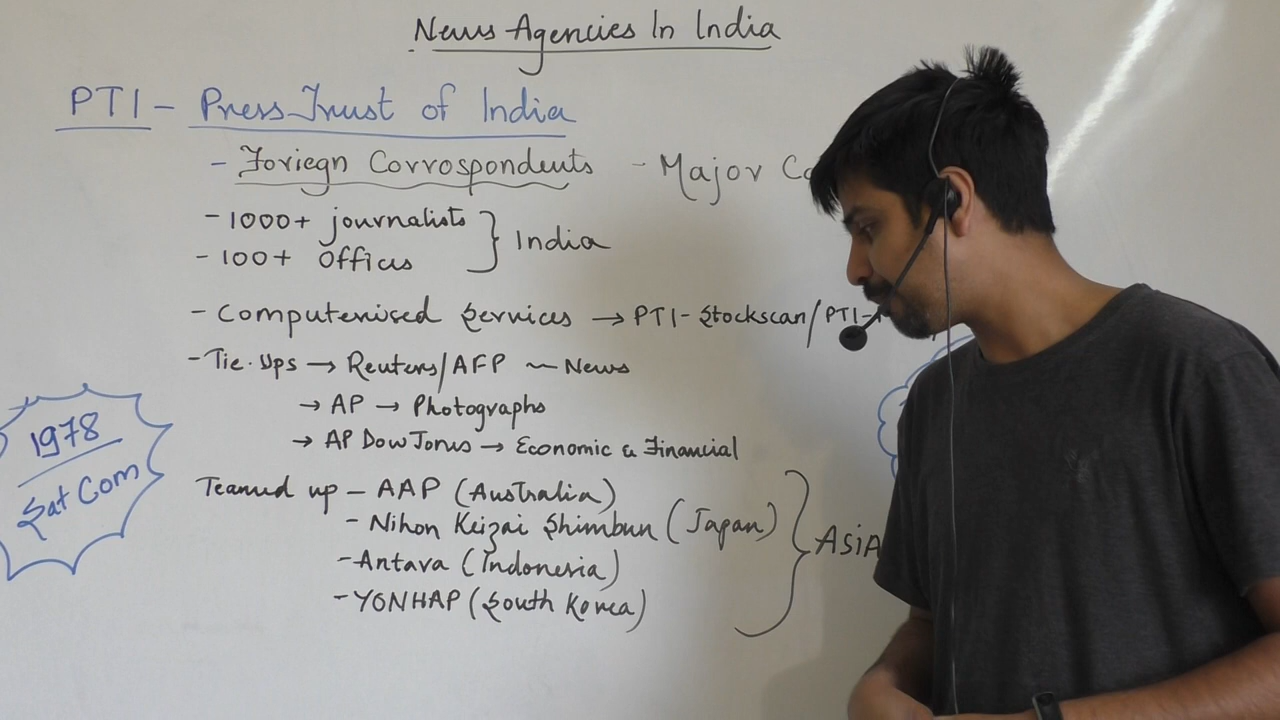 News Agencies In India
PTI - Press Trust of India
- Foriegn Corrospondents - Major
- 1000+ journalists
- 100+ Offices
India
- Computerised Services → PTI-Stockscan/PTI-
- Tie-Ups → Reuters/AFP ~ News
→ AP → Photographs
→ AP Dow Jones → Economic & Financial
1978
Sat Com
Teamed up - AAP (Australia)
- Nihon Keizai Shimbun (Japan)
- Antara (Indonesia)
- YONHAP (South Korea)
ASIA